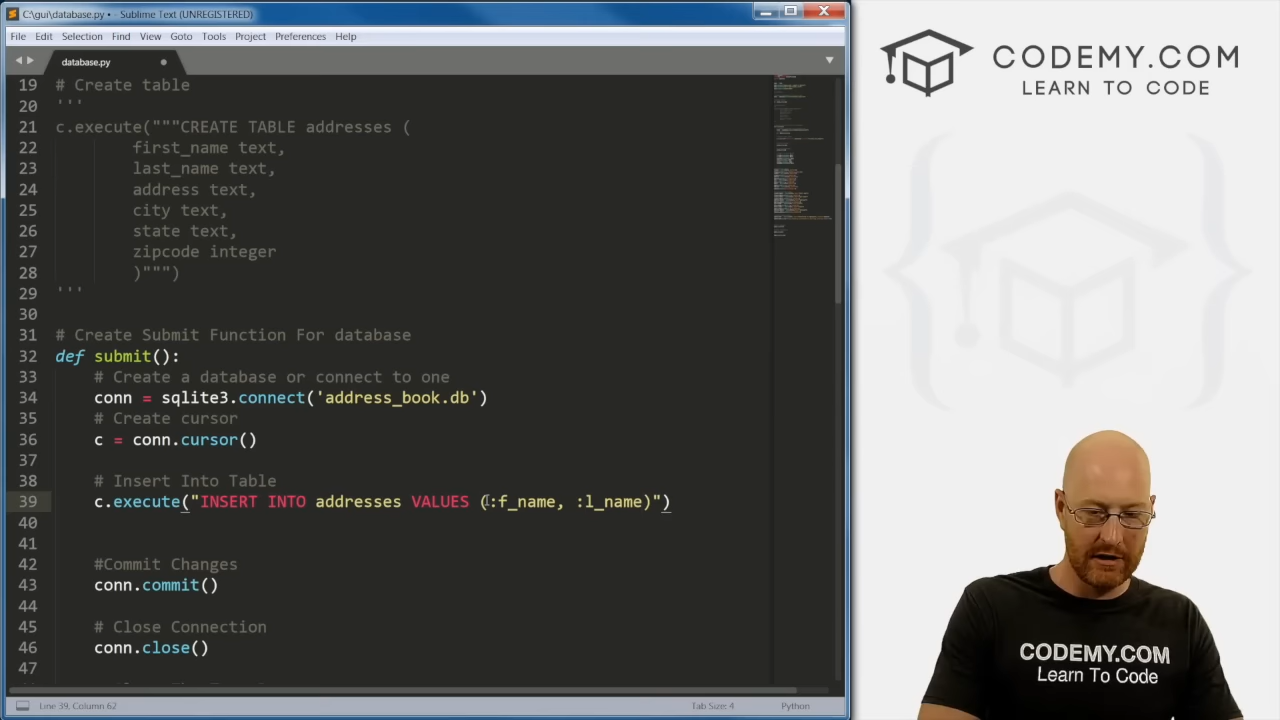 C:\gui\database.py • - Sublime Text (UNREGISTERED)
File Edit Selection Find View Goto Tools Project Preferences Help
database.py
19 # Create table
20 '''
21 c.execute("""CREATE TABLE addresses (
22 first_name text,
23 last_name text,
24 address text,
25 city text,
26 state text,
27 zipcode integer
28 )""")
29 '''
30
31 # Create Submit Function For database
32 def submit():
33 # Create a database or connect to one
34 conn = sqlite3.connect('address_book.db')
35 # Create cursor
36 c = conn.cursor()
37
38 # Insert Into Table
39 c.execute("INSERT INTO addresses VALUES (:f_name, :l_name)")
40
41
42 #Commit Changes
43 conn.commit()
44
45 # Close Connection
46 conn.close()
47
Line 39, Column 62
Tab Size: 4
Python
CODEMY.COM
LEARN TO CODE
CODEMY.COM
Learn To Code